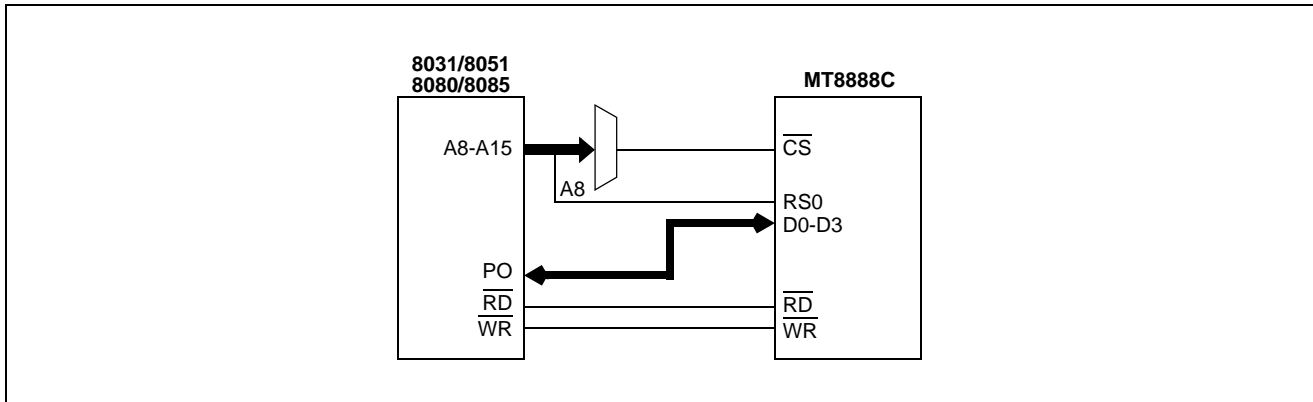 8031/8051
8080/8085
MT8888C
A8-A15
CS
A8
RS0
D0-D3
PO
RD
RD
WR
WR